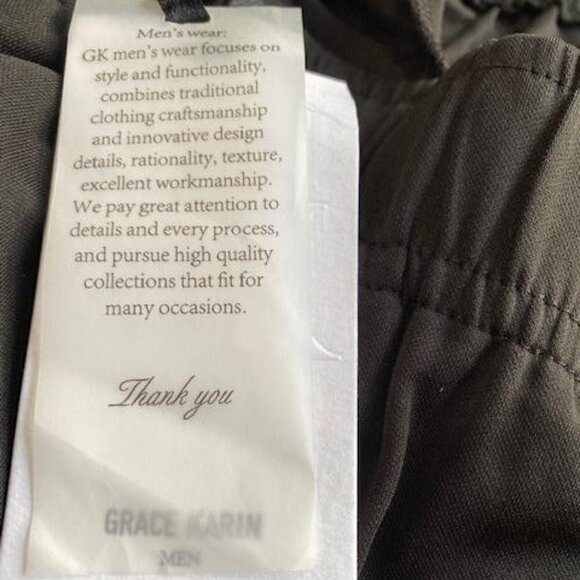 Men's wear:
GK men's wear focuses on
style and functionality,
combines traditional
clothing craftsmanship
and innovative design
details, rationality, texture,
excellent workmanship.
We pay great attention to
details and every process,
and pursue high quality
collections that fit for
many occasions.
Thank you
GRACE KARIN
MEN